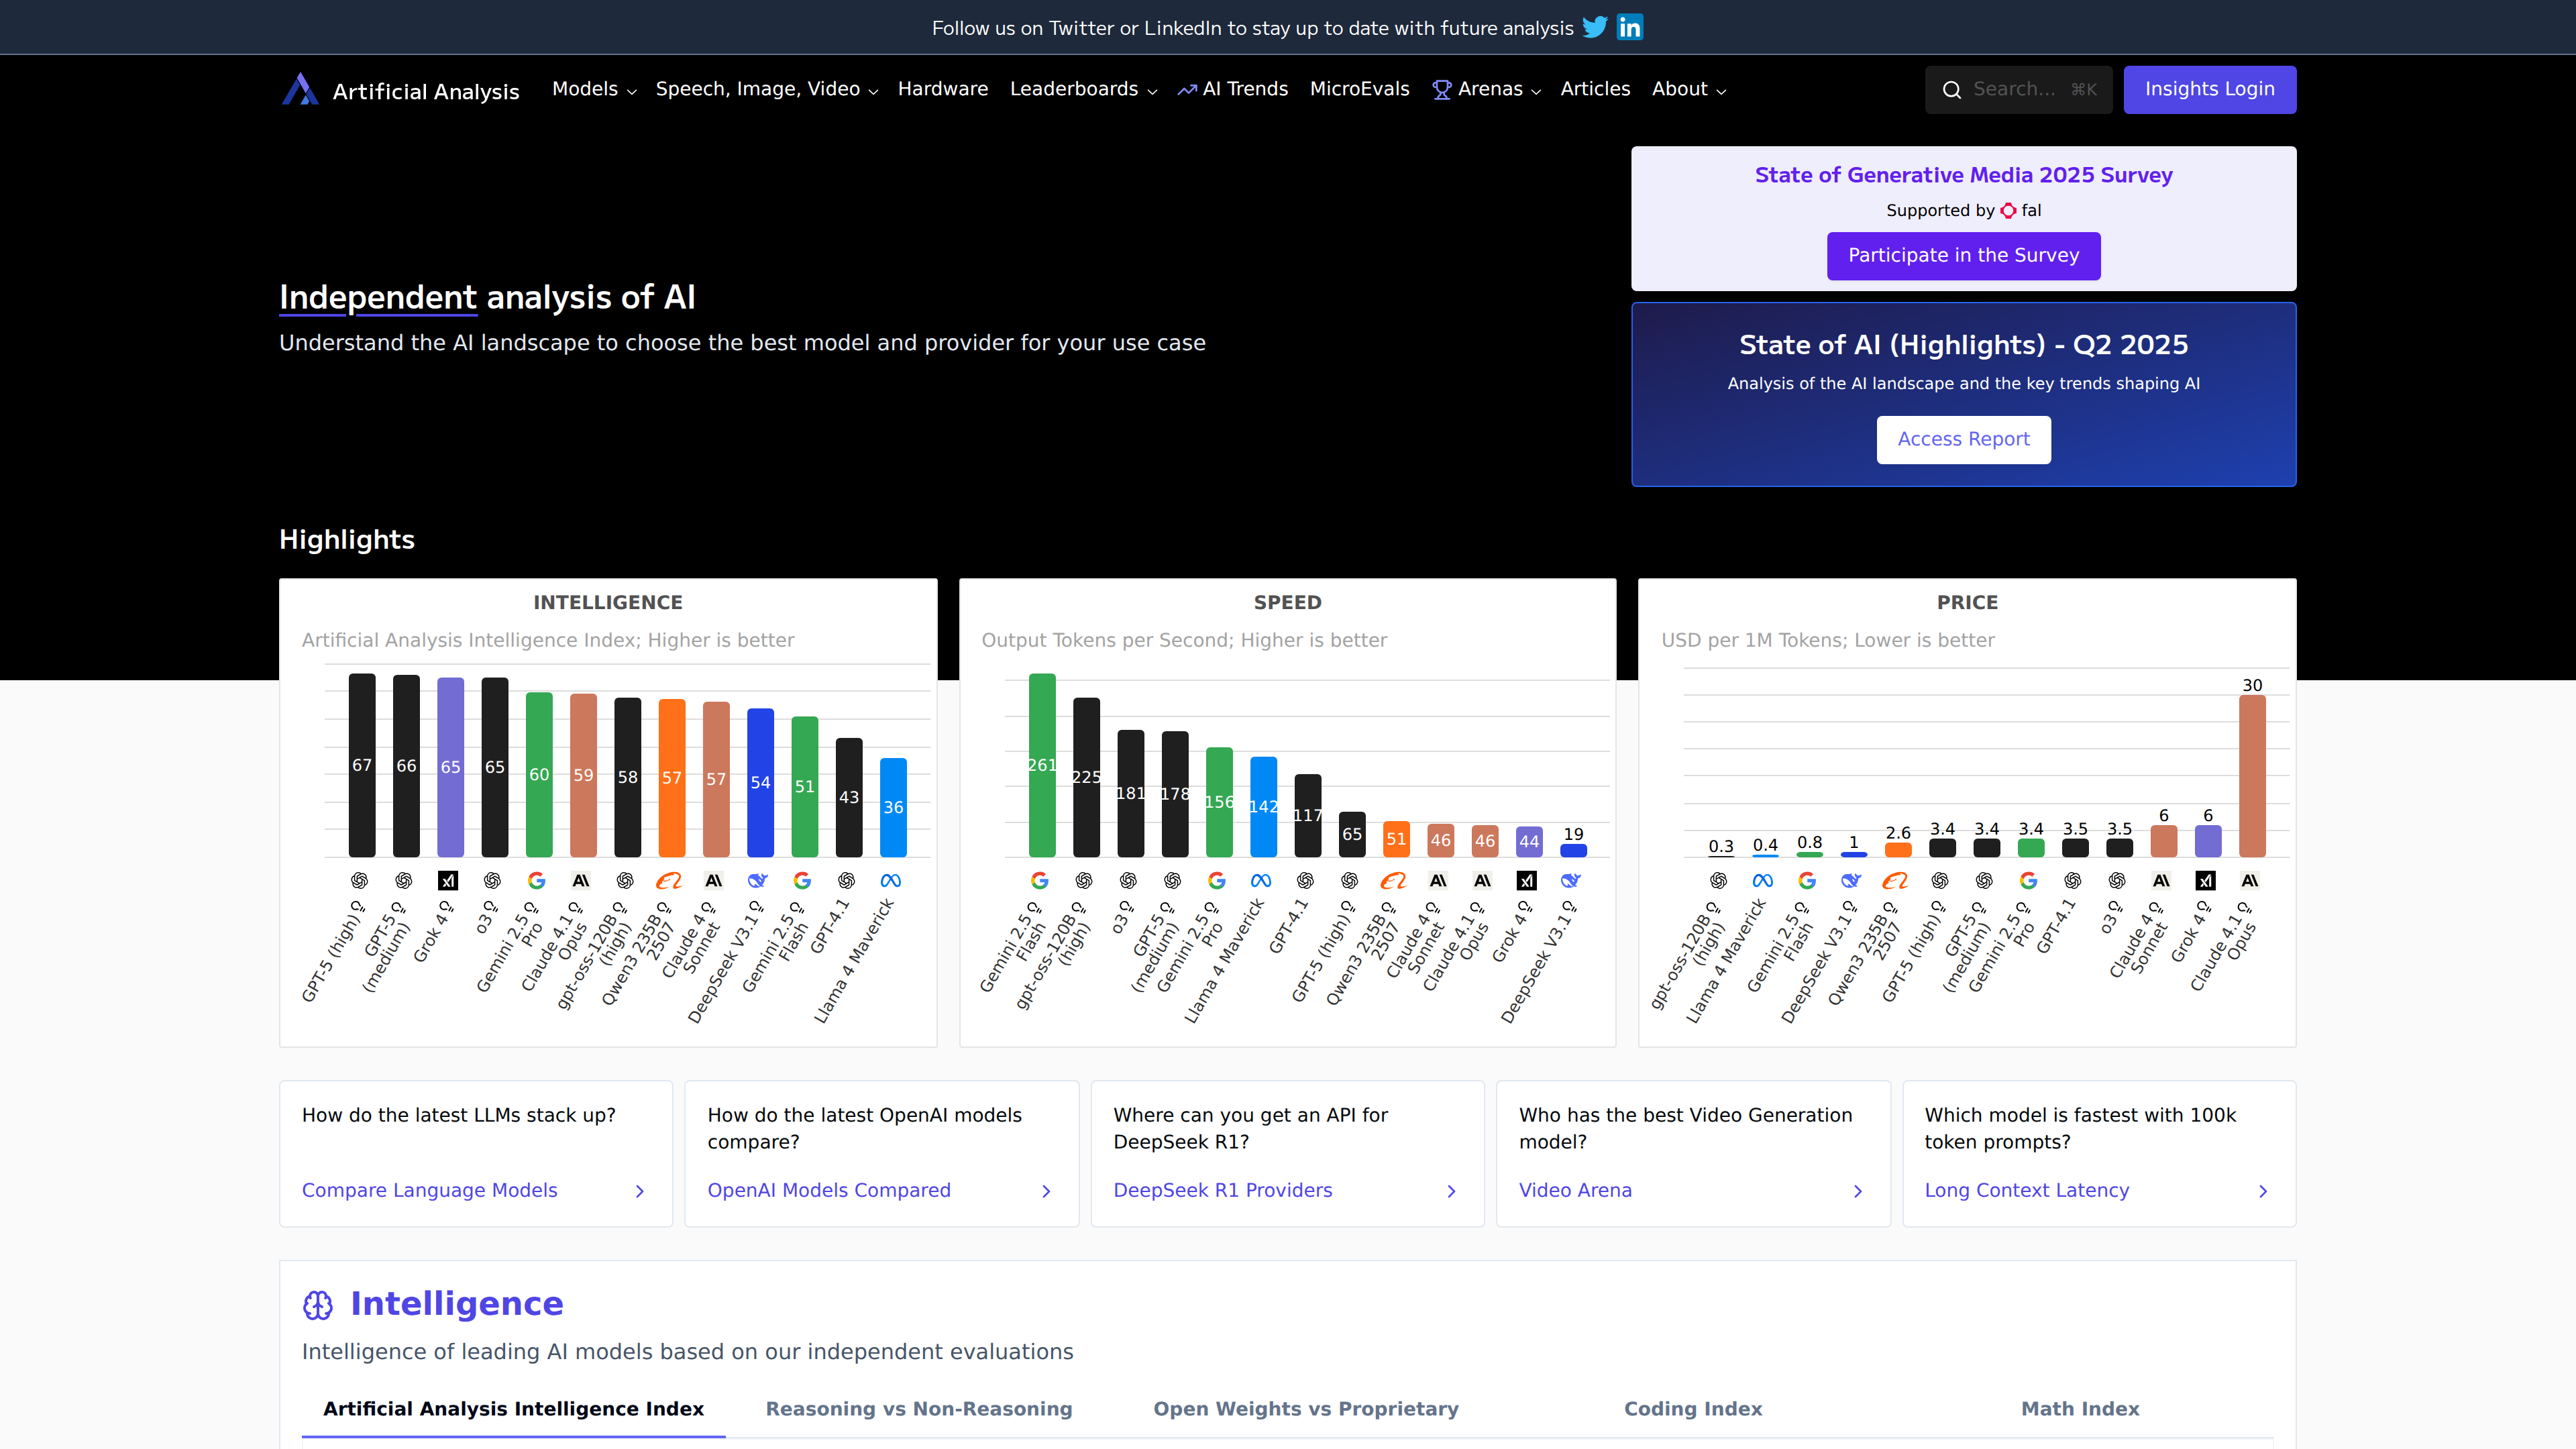 Follow us on Twitter or LinkedIn to stay up to date with future analysis
Artificial Analysis
Models
Speech, Image, Video
Hardware
Leaderboards
AI Trends
MicroEvals
Arenas
Articles
About
Search... ⌘K
Insights Login
State of Generative Media 2025 Survey
Supported by fal
Participate in the Survey
Independent analysis of AI
Understand the AI landscape to choose the best model and provider for your use case
State of AI (Highlights) - Q2 2025
Analysis of the AI landscape and the key trends shaping AI
Access Report
Highlights
INTELLIGENCE
Artificial Analysis Intelligence Index; Higher is better
67 66 65 65 60 59 58 57 57 54 51 43 36
GPT-5 (high)
GPT-5
(medium)
Grok 4
o3
Gemini 2.5
Pro
Claude 4.1
Opus
gpt-oss-120B
(high)
Qwen3 235B
2507
Claude 4
Sonnet
DeepSeek V3.1
Gemini 2.5
Flash
GPT-4.1
Llama 4 Maverick
SPEED
Output Tokens per Second; Higher is better
261 225 181 178 156 142 117 65 51 46 46 44 19
Gemini 2.5
Flash
gpt-oss-120B
(high)
o3
GPT-5
(medium)
Gemini 2.5
Pro
Llama 4 Maverick
GPT-4.1
GPT-5 (high)
Qwen3 235B
2507
Claude 4
Sonnet
Claude 4.1
Opus
Grok 4
DeepSeek V3.1
PRICE
USD per 1M Tokens; Lower is better
0.3 0.4 0.8 1 2.6 3.4 3.4 3.4 3.5 3.5 6 6 30
gpt-oss-120B
(high)
Llama 4 Maverick
Gemini 2.5
Flash
DeepSeek V3.1
Qwen3 235B
2507
GPT-5 (high)
GPT-5
(medium)
Gemini 2.5
Pro
GPT-4.1
o3
Claude 4
Sonnet
Grok 4
Claude 4.1
Opus
How do the latest LLMs stack up?
Compare Language Models
How do the latest OpenAI models
compare?
OpenAI Models Compared
Where can you get an API for
DeepSeek R1?
DeepSeek R1 Providers
Who has the best Video Generation
model?
Video Arena
Which model is fastest with 100k
token prompts?
Long Context Latency
Intelligence
Intelligence of leading AI models based on our independent evaluations
Artificial Analysis Intelligence Index
Reasoning vs Non-Reasoning
Open Weights vs Proprietary
Coding Index
Math Index